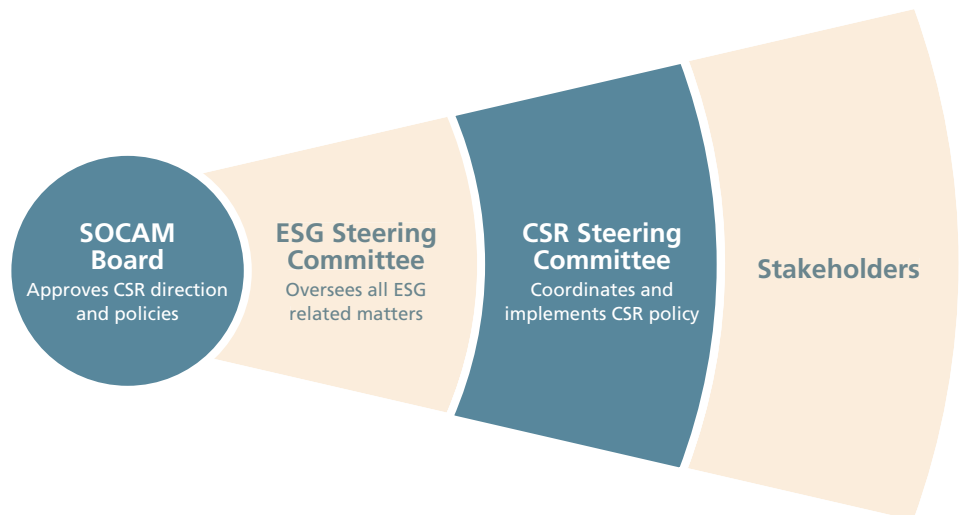 SOCAM
Board
Approves CSR direction
and policies
ESG Steering
Committee
Oversees all ESG
related matters
CSR Steering
Committee
Coordinates and
implements CSR policy
Stakeholders